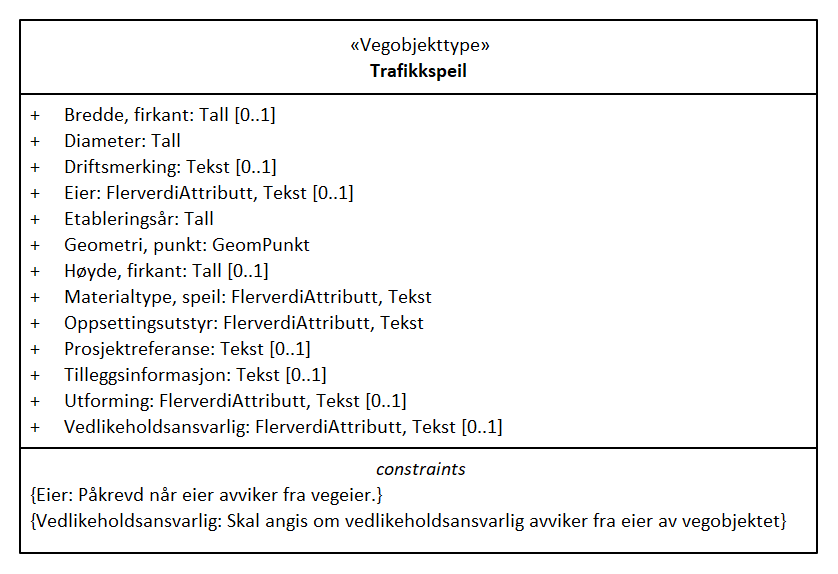 «Vegobjekttype»
Trafikkspeil
+ Bredde, firkant: Tall [0..1]
+ Diameter: Tall
+ Driftsmerking: Tekst [0..1]
+ Eier: FlerverdiAttributt, Tekst [0..1]
+ Etableringsår: Tall
+ Geometri, punkt: GeomPunkt
+ Høyde, firkant: Tall [0..1]
+ Materialtype, speil: FlerverdiAttributt, Tekst
+ Oppsettingsutstyr: FlerverdiAttributt, Tekst
+ Prosjektreferanse: Tekst [0..1]
+ Tilleggsinformasjon: Tekst [0..1]
+ Utforming: FlerverdiAttributt, Tekst [0..1]
+ Vedlikeholdsansvarlig: FlerverdiAttributt, Tekst [0..1]
constraints
{Eier: Påkrevd når eier avviker fra vegeier.}
{Vedlikeholdsansvarlig: Skal angis om vedlikeholdsansvarlig avviker fra eier av vegobjektet}